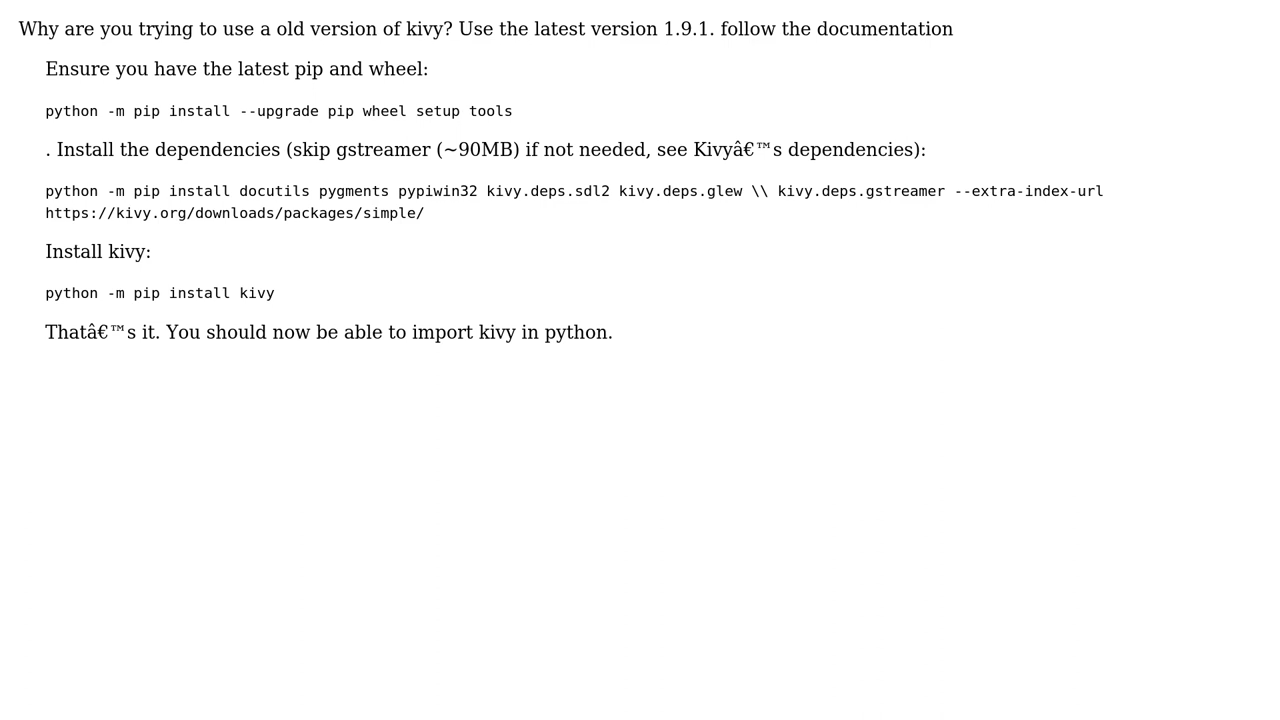 Why are you trying to use a old version of kivy? Use the latest version 1.9.1. follow the documentation
Ensure you have the latest pip and wheel:
python -m pip install --upgrade pip wheel setup tools
. Install the dependencies (skip gstreamer (~90MB) if not needed, see Kivyâ€™s dependencies):
python -m pip install docutils pygments pypiwin32 kivy.deps.sdl2 kivy.deps.glew \\ kivy.deps.gstreamer --extra-index-url
https://kivy.org/downloads/packages/simple/
Install kivy:
python -m pip install kivy
Thatâ€™s it. You should now be able to import kivy in python.